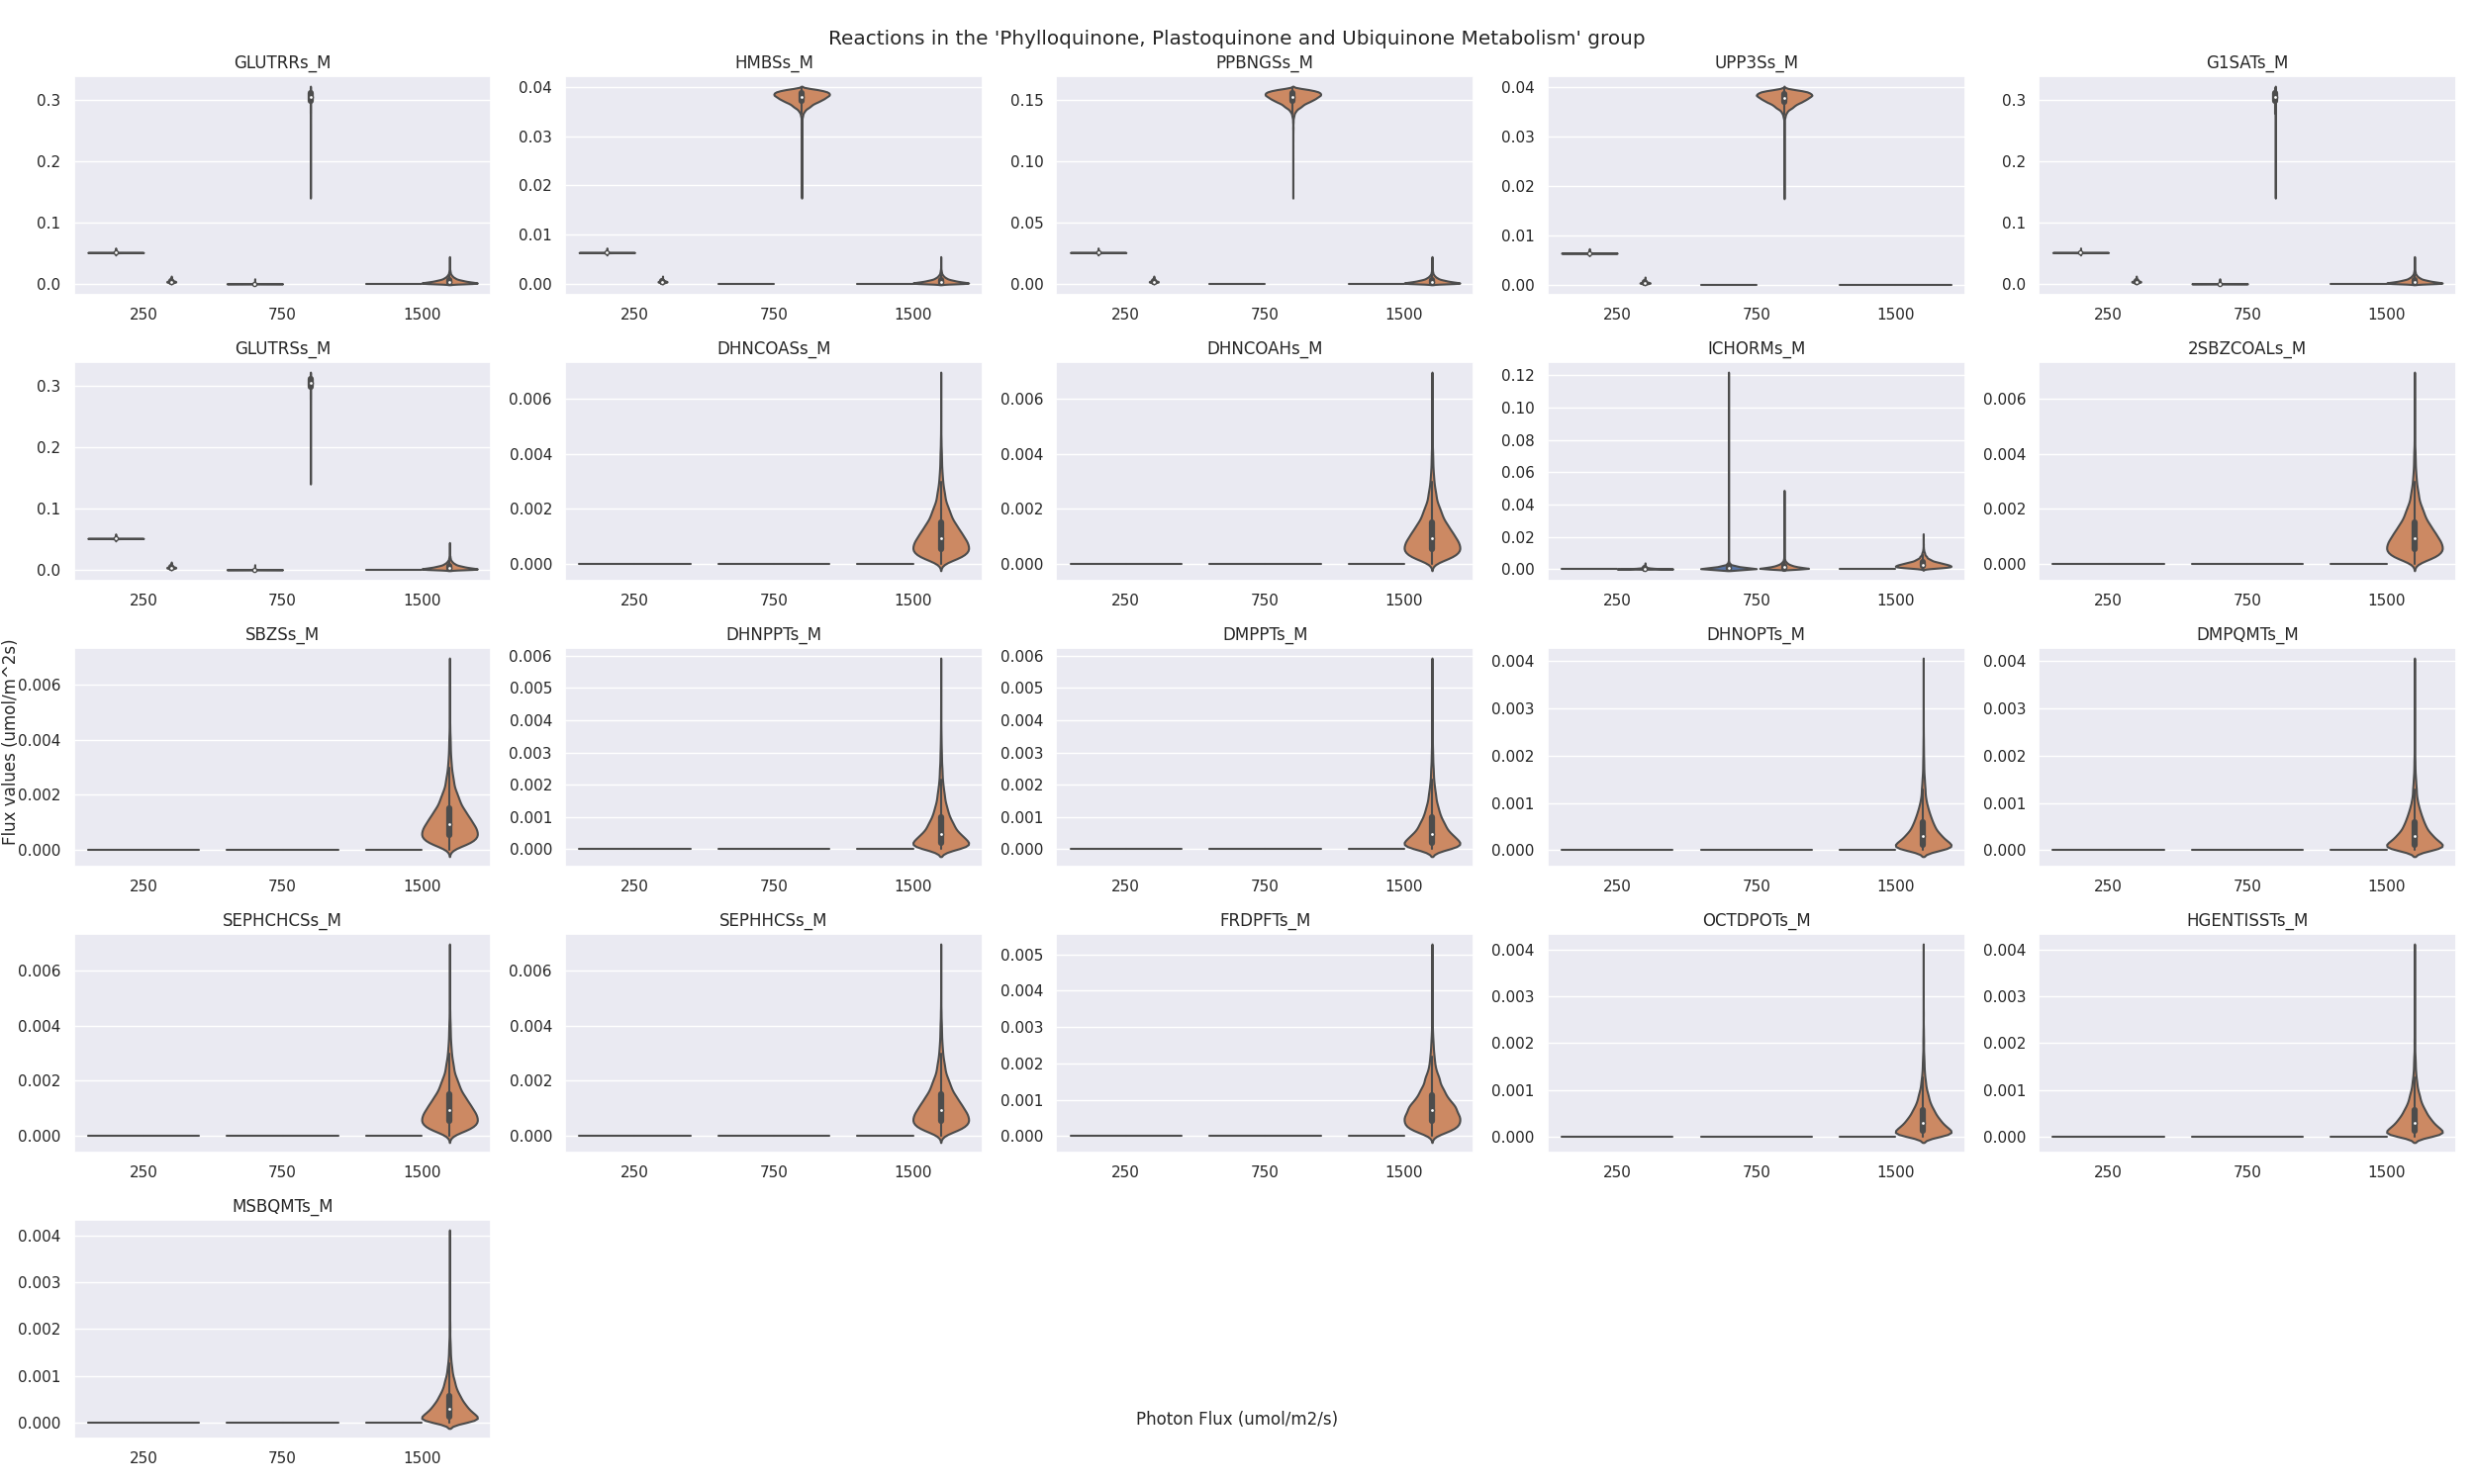 Reactions in the 'Phylloquinone, Plastoquinone and Ubiquinone Metabolism' group
GLUTRRs_M
0.3
0.2
0.1
0.0
250 750 1500
HMBSs_M
0.04
0.03
0.02
0.01
0.00
250 750 1500
PPBNGSs_M
0.15
0.10
0.05
0.00
250 750 1500
UPP3Ss_M
0.04
0.03
0.02
0.01
0.00
250 750 1500
G1SATs_M
0.3
0.2
0.1
0.0
250 750 1500
GLUTRSs_M
0.3
0.2
0.1
0.0
250 750 1500
DHNCOASs_M
0.006
0.004
0.002
0.000
250 750 1500
DHNCOAHs_M
0.006
0.004
0.002
0.000
250 750 1500
ICHORMs_M
0.12
0.10
0.08
0.06
0.04
0.02
0.00
250 750 1500
2SBZCOALs_M
0.006
0.004
0.002
0.000
250 750 1500
Flux values (umol/m^2s)
SBZSs_M
0.006
0.004
0.002
0.000
250 750 1500
DHNPPTs_M
0.006
0.005
0.004
0.003
0.002
0.001
0.000
250 750 1500
DMPPTs_M
0.006
0.005
0.004
0.003
0.002
0.001
0.000
250 750 1500
DHNOPTs_M
0.004
0.003
0.002
0.001
0.000
250 750 1500
DMPQMTs_M
0.004
0.003
0.002
0.001
0.000
250 750 1500
SEPHCHCSs_M
0.006
0.004
0.002
0.000
250 750 1500
SEPHHCSs_M
0.006
0.004
0.002
0.000
250 750 1500
FRDPFTs_M
0.005
0.004
0.003
0.002
0.001
0.000
250 750 1500
OCTDPOTs_M
0.004
0.003
0.002
0.001
0.000
250 750 1500
HGENTISSTs_M
0.004
0.003
0.002
0.001
0.000
250 750 1500
MSBQMTs_M
0.004
0.003
0.002
0.001
0.000
250 750 1500
Photon Flux (umol/m2/s)